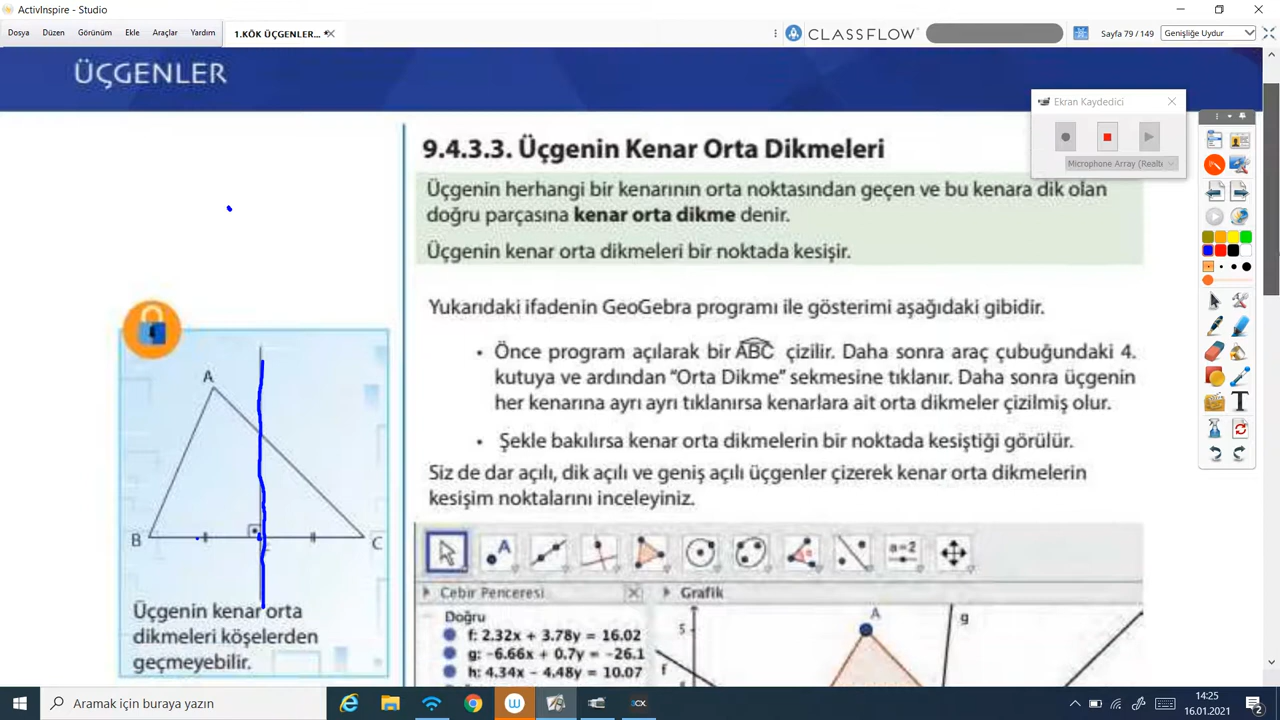 ActivInspire - Studio
Dosya Düzen Görünüm Ekle Araçlar Yardım
1.KÖK ÜÇGENLER...
CLASSFLOW
Sayfa 79 / 149
Genişliğe Uydur
ÜÇGENLER
Ekran Kaydedici
Microphone Array (Realt
9.4.3.3. Üçgenin Kenar Orta Dikmeleri
Üçgenin herhangi bir kenarının orta noktasından geçen ve bu kenara dik olan
doğru parçasına kenar orta dikme denir.
Üçgenin kenar orta dikmeleri bir noktada kesişir.
Yukarıdaki ifadenin GeoGebra programı ile gösterimi aşağıdaki gibidir.
• Önce program açılarak bir ABC çizilir. Daha sonra araç çubuğundaki 4.
kutuya ve ardından "Orta Dikme" sekmesine tıklanır. Daha sonra üçgenin
her kenarına ayrı ayrı tıklanırsa kenarlara ait orta dikmeler çizilmiş olur.
• Şekle bakılırsa kenar orta dikmelerin bir noktada kesiştiği görülür.
Siz de dar açılı, dik açılı ve geniş açılı üçgenler çizerek kenar orta dikmelerin
kesişim noktalarını inceleyiniz.
A
B
C
Üçgenin kenar orta
dikmeleri köşelerden
geçmeyebilir.
A
a=2
Cebir Penceresi
Grafik
Doğru
f: 2.32x + 3.78y = 16.02
g: -6.66x + 0.7y = -26.1
h: 4.34x - 4.48y = 10.07
5
f
A
g
T
Aramak için buraya yazın
14:25
16.01.2021
2